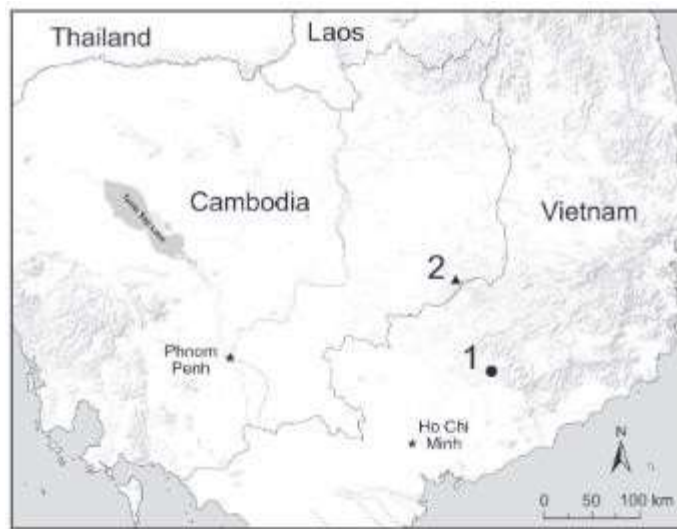 Thailand
Laos
Cambodia
Vietnam
2
Phnom
Penh
1
Ho Chi
Minh
N
0 50 100 km